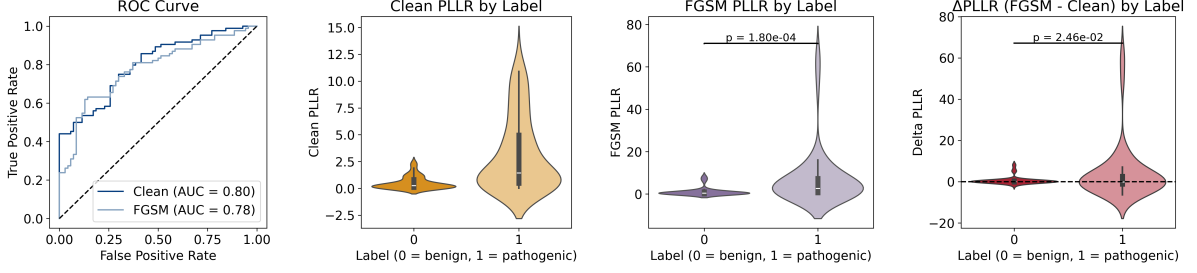 ROC Curve
True Positive Rate
1.0
0.8
0.6
0.4
0.2
0.0
Clean (AUC = 0.80)
FGSM (AUC = 0.78)
0.00 0.25 0.50 0.75 1.00
False Positive Rate
Clean PLLR by Label
Clean PLLR
15.0
12.5
10.0
7.5
5.0
2.5
0.0
−2.5
0 1
Label (0 = benign, 1 = pathogenic)
FGSM PLLR by Label
FGSM PLLR
80
60
40
20
0
p = 1.80e-04
0 1
Label (0 = benign, 1 = pathogenic)
ΔPLLR (FGSM - Clean) by Label
Delta PLLR
80
60
40
20
0
−20
p = 2.46e-02
0 1
Label (0 = benign, 1 = pathogenic)